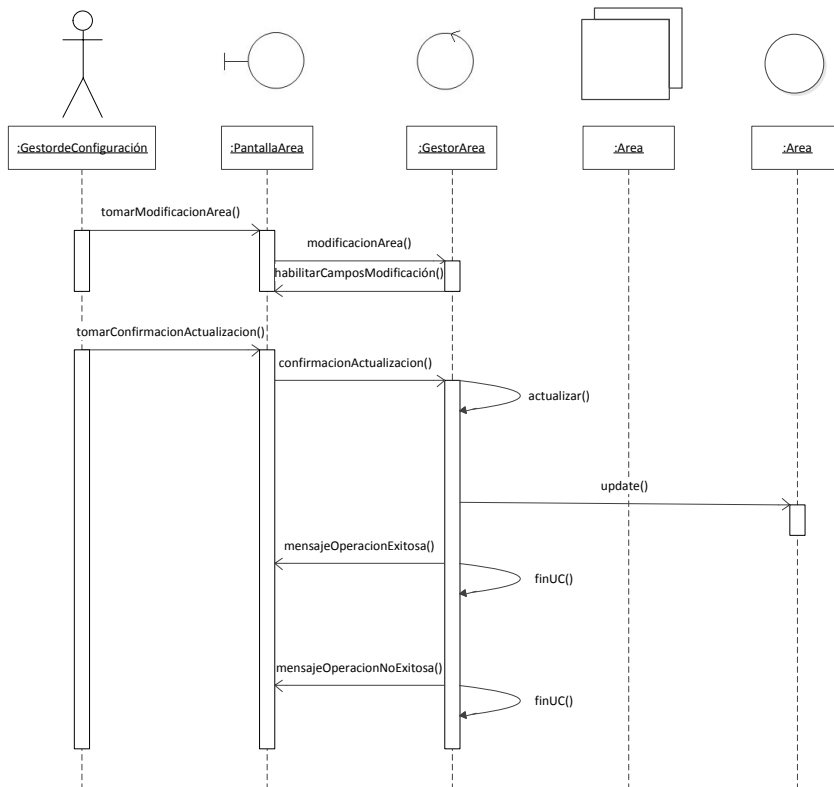 :GestordeConfiguración
:PantallaArea
:GestorArea
:Area
:Area
tomarModificacionArea()
modificacionArea()
habilitarCamposModificación()
tomarConfirmacionActualizacion()
confirmacionActualizacion()
actualizar()
update()
mensajeOperacionExitosa()
finUC()
mensajeOperacionNoExitosa()
finUC()